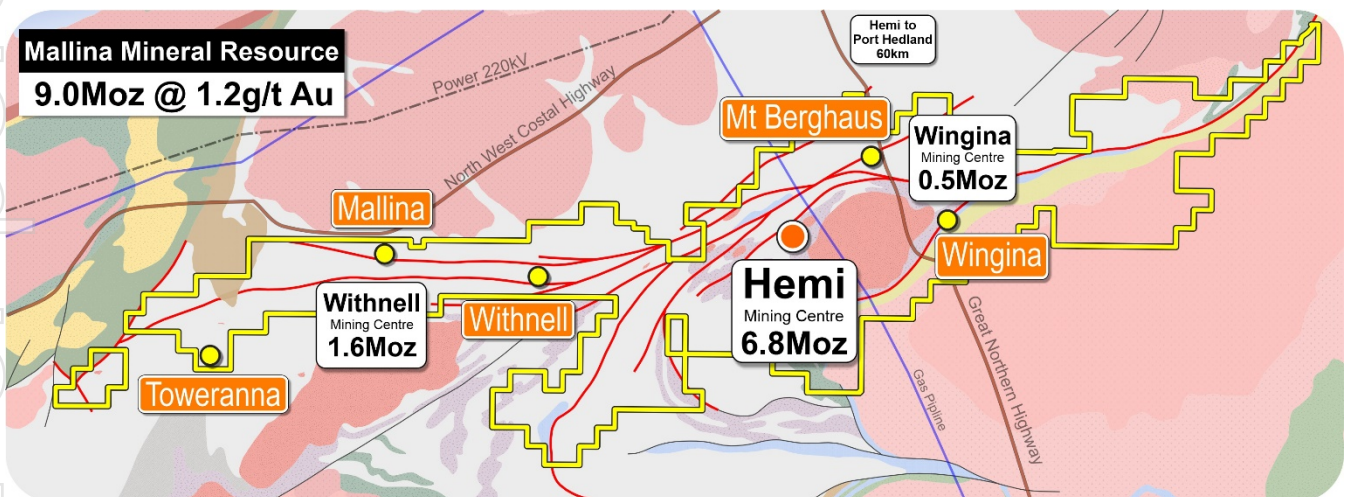 Mallina Mineral Resource
9.0Moz @ 1.2g/t Au
Power 220kV
North West Costal Highway
Hemi to
Port Hedland
60km
Mt Berghaus
Wingina
Mining Centre
0.5Moz
Mallina
Wingina
Hemi
Mining Centre
6.8Moz
Withnell
Mining Centre
1.6Moz
Withnell
Toweranna
Gas Pipline
Great Northern Highway